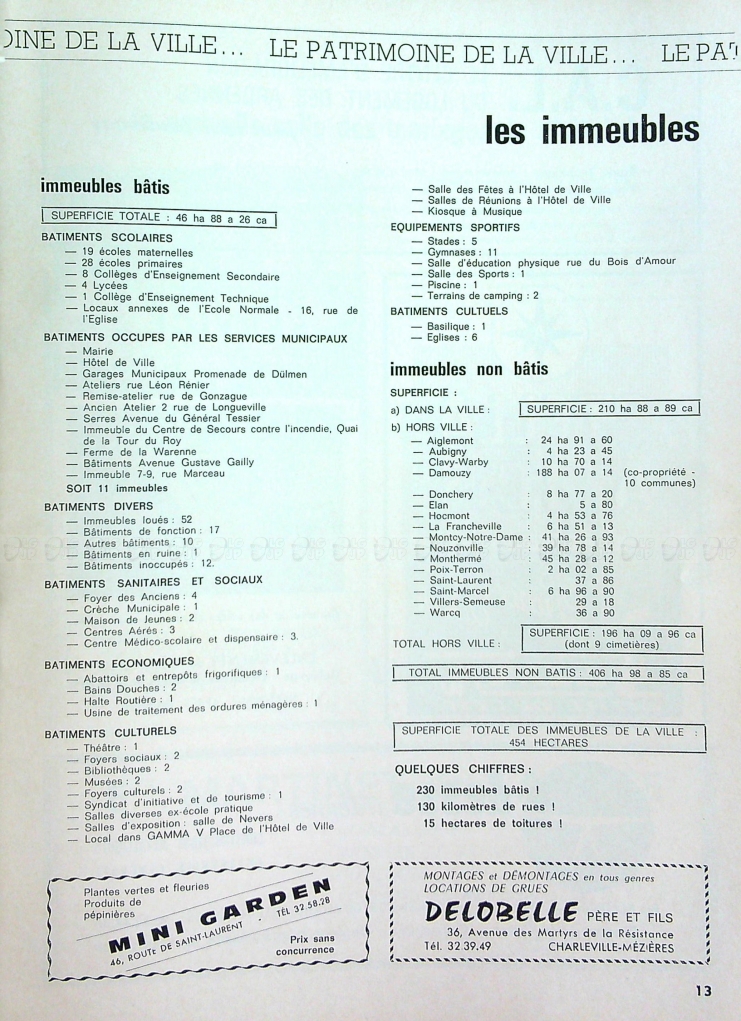 OINE DE LA VILLE... LE PATRIMOINE DE LA VILLE... LE PAT
les immeubles
immeubles bâtis
SUPERFICIE TOTALE : 46 ha 88 a 26 ca
BATIMENTS SCOLAIRES
— 19 écoles maternelles
— 28 écoles primaires
— 8 Collèges d'Enseignement Secondaire
— 4 Lycées
— 1 Collège d'Enseignement Technique
— Locaux annexes de l'Ecole Normale - 16, rue de
l'Eglise
BATIMENTS OCCUPES PAR LES SERVICES MUNICIPAUX
— Mairie
— Hôtel de Ville
— Garages Municipaux Promenade de Dülmen
— Ateliers rue Léon Rénier
— Remise-atelier rue de Gonzague
— Ancien Atelier 2 rue de Longueville
— Serres Avenue du Général Tessier
— Immeuble du Centre de Secours contre l'incendie, Quai
de la Tour du Roy
— Ferme de la Warenne
— Bâtiments Avenue Gustave Gailly
— Immeuble 7-9, rue Marceau
SOIT 11 immeubles
BATIMENTS DIVERS
— Immeubles loués : 52
— Bâtiments de fonction : 17
— Autres bâtiments : 10
— Bâtiments en ruine : 1
— Bâtiments inoccupés : 12.
BATIMENTS SANITAIRES ET SOCIAUX
— Foyer des Anciens : 4
— Crèche Municipale : 1
— Maison de Jeunes : 2
— Centres Aérés : 3
— Centre Médico-scolaire et dispensaire : 3.
BATIMENTS ECONOMIQUES
— Abattoirs et entrepôts frigorifiques : 1
— Bains Douches : 2
— Halte Routière : 1
— Usine de traitement des ordures ménagères : 1
BATIMENTS CULTURELS
— Théâtre : 1
— Foyers sociaux : 2
— Bibliothèques : 2
— Musées : 2
— Foyers culturels : 2
— Syndicat d'initiative et de tourisme : 1
— Salles diverses ex-école pratique
— Salles d'exposition : salle de Nevers
— Local dans GAMMA V Place de l'Hôtel de Ville
— Salle des Fêtes à l'Hôtel de Ville
— Salles de Réunions à l'Hôtel de Ville
— Kiosque à Musique
EQUIPEMENTS SPORTIFS
— Stades : 5
— Gymnases : 11
— Salle d'éducation physique rue du Bois d'Amour
— Salle des Sports : 1
— Piscine : 1
— Terrains de camping : 2
BATIMENTS CULTUELS
— Basilique : 1
— Eglises : 6
immeubles non bâtis
SUPERFICIE :
a) DANS LA VILLE : SUPERFICIE : 210 ha 88 a 89 ca
b) HORS VILLE :
— Aiglemont : 24 ha 91 a 60
— Aubigny : 4 ha 23 a 45
— Clavy-Warby : 10 ha 70 a 14
— Damouzy : 188 ha 07 a 14 (co-propriété -
10 communes)
— Donchery : 8 ha 77 a 20
— Elan : 5 a 80
— Hocmont : 4 ha 53 a 76
— La Francheville : 6 ha 51 a 13
— Montcy-Notre-Dame : 41 ha 26 a 93
— Nouzonville : 39 ha 78 a 14
— Monthermé : 45 ha 28 a 12
— Poix-Terron : 2 ha 02 a 85
— Saint-Laurent : 37 a 86
— Saint-Marcel : 6 ha 96 a 90
— Villers-Semeuse : 29 a 18
— Warcq : 36 a 90
TOTAL HORS VILLE : SUPERFICIE : 196 ha 09 a 96 ca
(dont 9 cimetières)
TOTAL IMMEUBLES NON BATIS : 406 ha 98 a 85 ca
SUPERFICIE TOTALE DES IMMEUBLES DE LA VILLE :
454 HECTARES
QUELQUES CHIFFRES :
230 immeubles bâtis !
130 kilomètres de rues !
15 hectares de toitures !
Plantes vertes et fleuries
Produits de
pépinières
MINI GARDEN
46, ROUTE DE SAINT-LAURENT - TÉL 32.58.28
Prix sans
concurrence
MONTAGES et DÉMONTAGES en tous genres
LOCATIONS DE GRUES
DELOBELLE PÈRE ET FILS
36, Avenue des Martyrs de la Résistance
Tél. 32.39.49 CHARLEVILLE-MÉZIÈRES
13